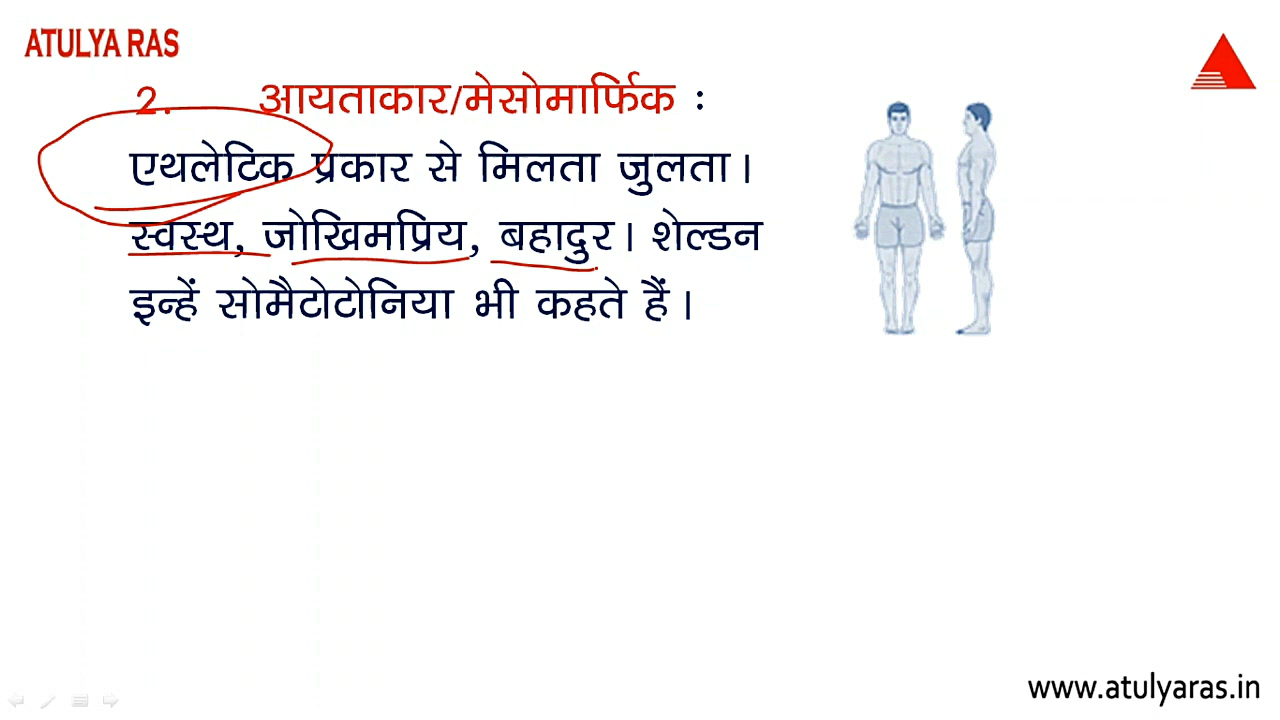 ATULYA RAS
2. आयताकार/मेसोमार्फिक :
एथलेटिक प्रकार से मिलता जुलता।
स्वस्थ, जोखिमप्रिय, बहादुर। शेल्डन
इन्हें सोमैटोटोनिया भी कहते हैं।
www.atulyaras.in